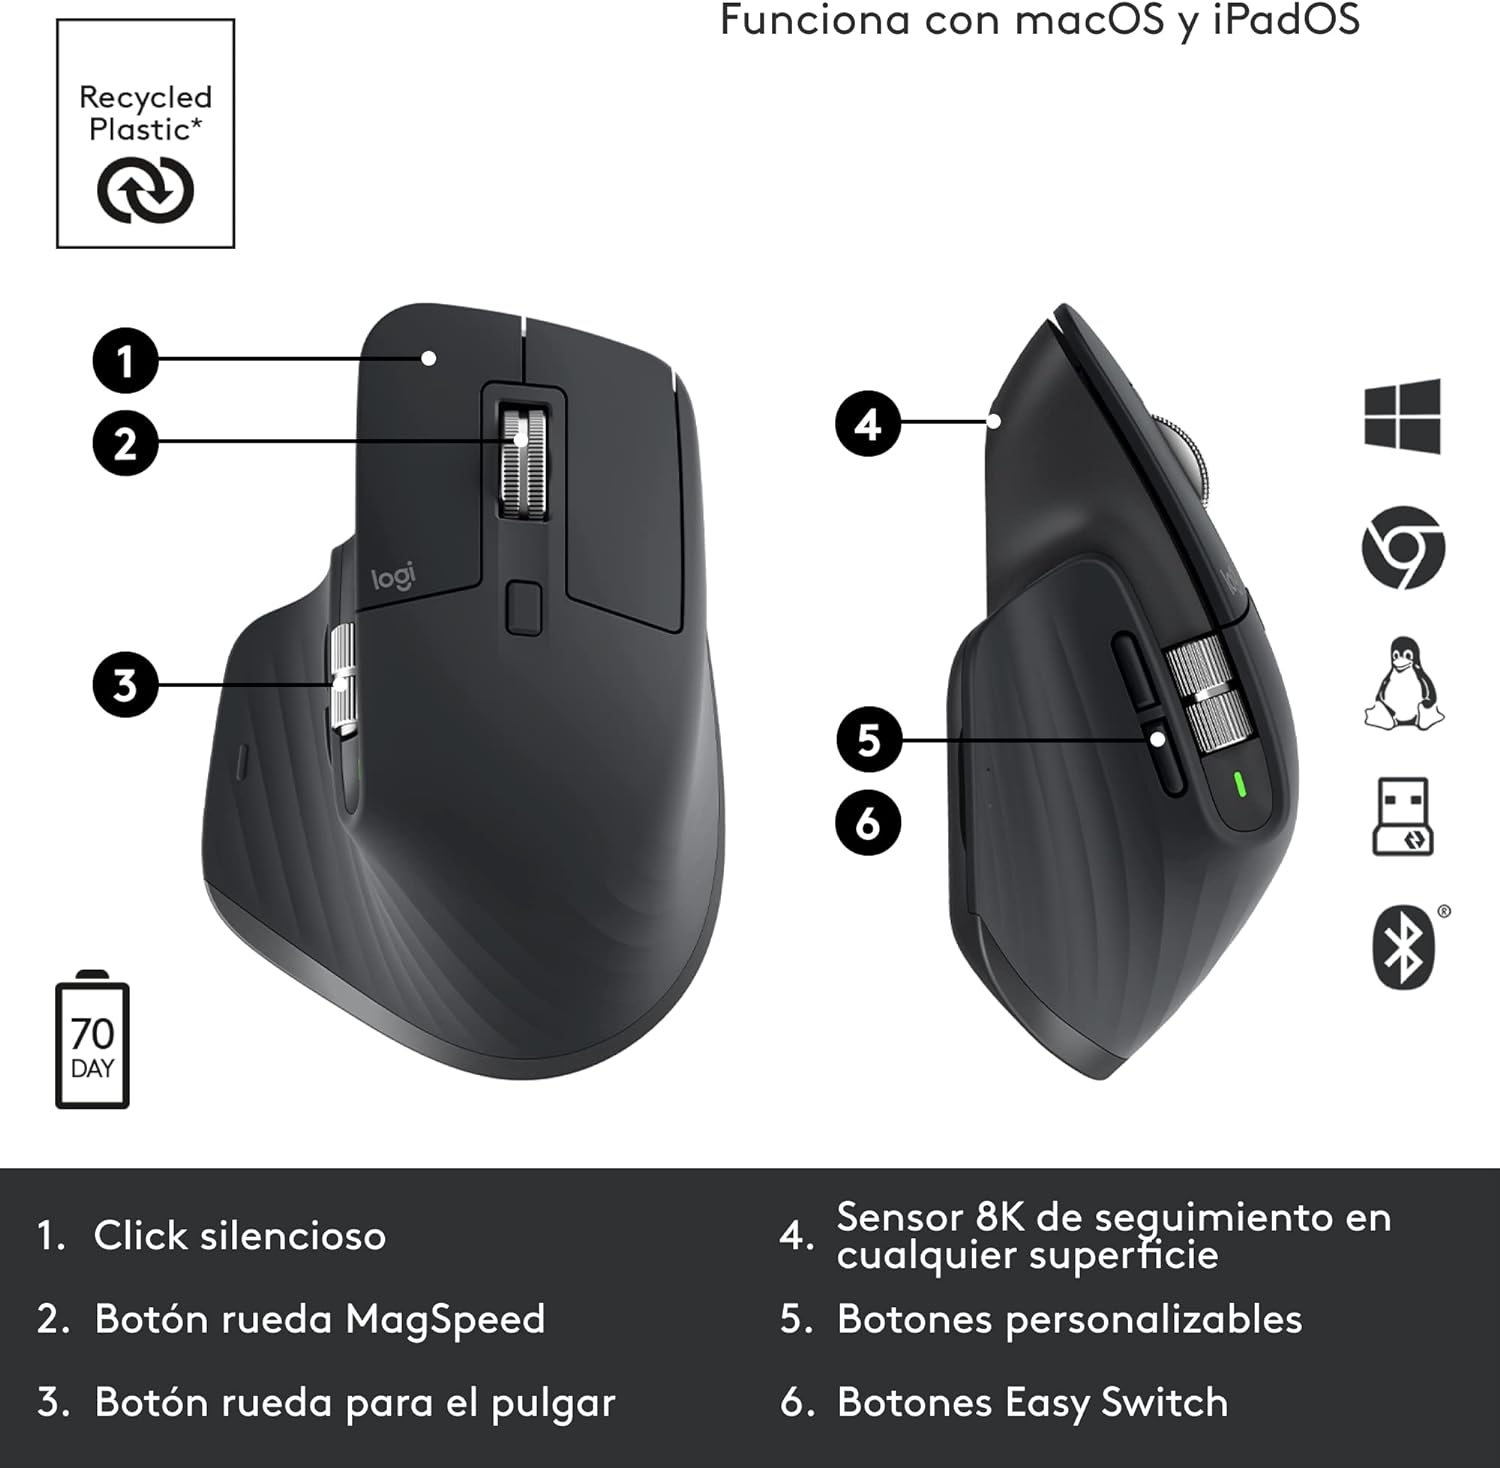 Funciona con macOS y iPadOS
Recycled
Plastic*
1
2
3
logi
4
5
6
logi
®
70
DAY
1. Click silencioso
2. Botón rueda MagSpeed
3. Botón rueda para el pulgar
4. Sensor 8K de seguimiento en
cualquier superficie
5. Botones personalizables
6. Botones Easy Switch